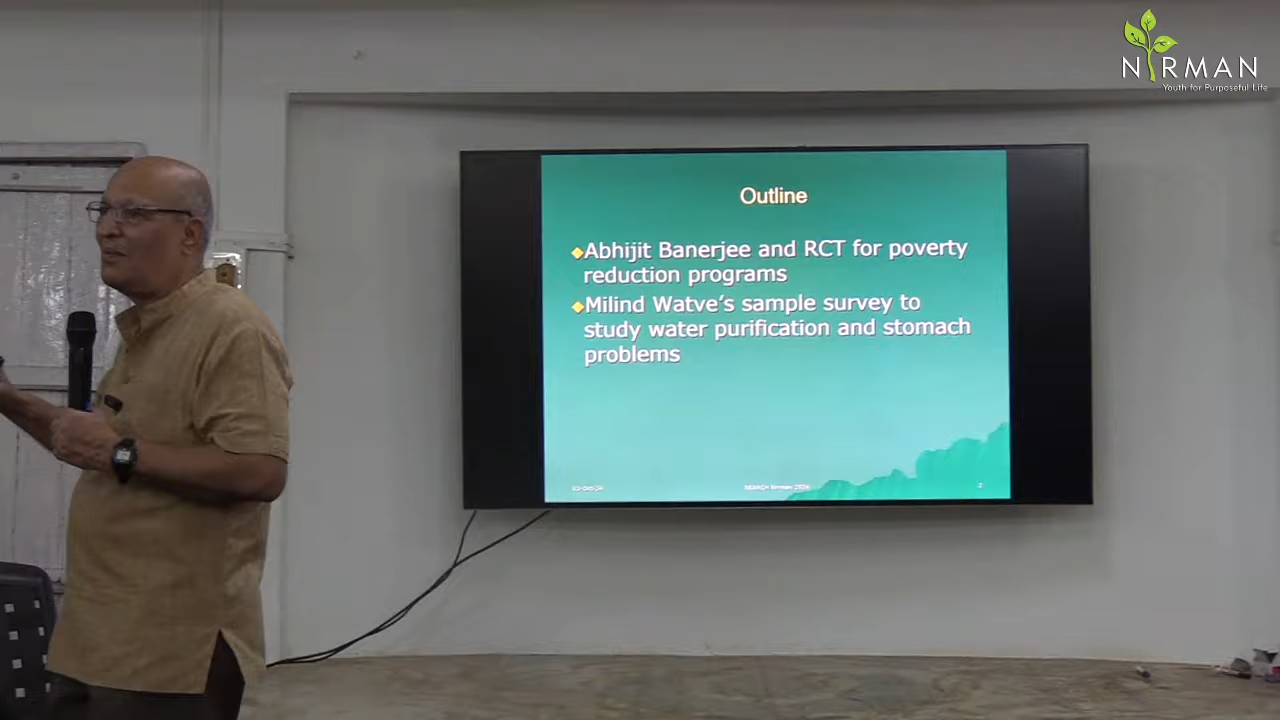 NIRMAN
Youth for Purposeful Life
Outline
Abhijit Banerjee and RCT for poverty
reduction programs
Milind Watve's sample survey to
study water purification and stomach
problems
2